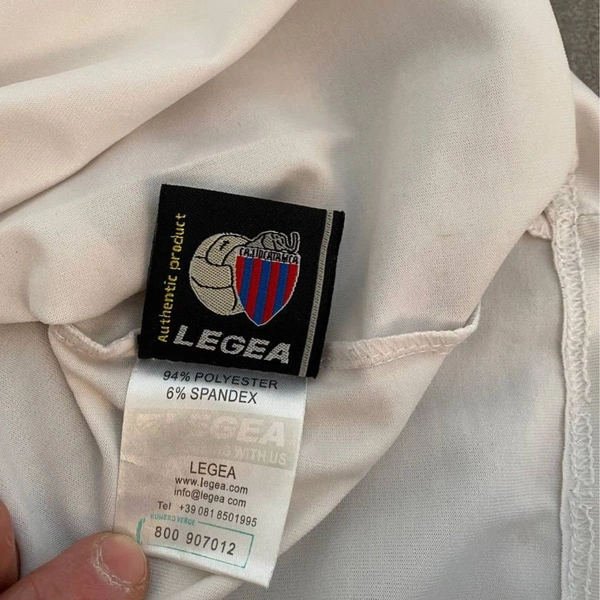 Authentic product
CALCIO CATANIA
LEGEA
94% POLYESTER
6% SPANDEX
LEGEA
WITH US
LEGEA
www.legea.com
info@legea com
Tel +39 081 8501995
NUMERO VERDE
800 907012